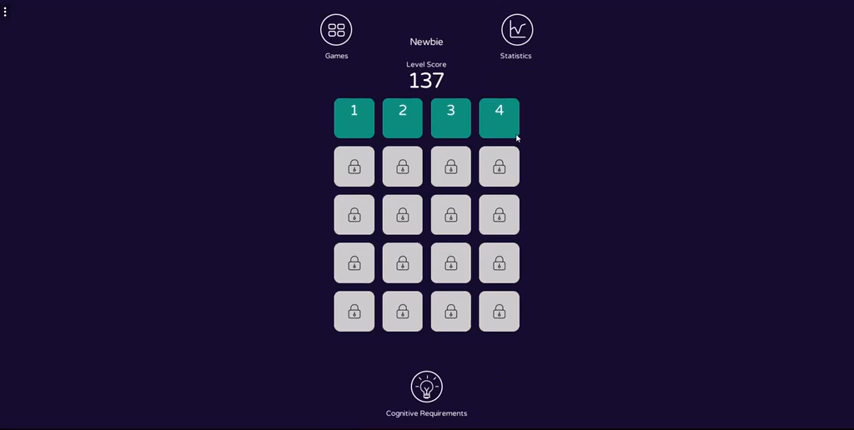 Newbie
Games
Statistics
Level Score
137
1 2 3 4
Cognitive Requirements